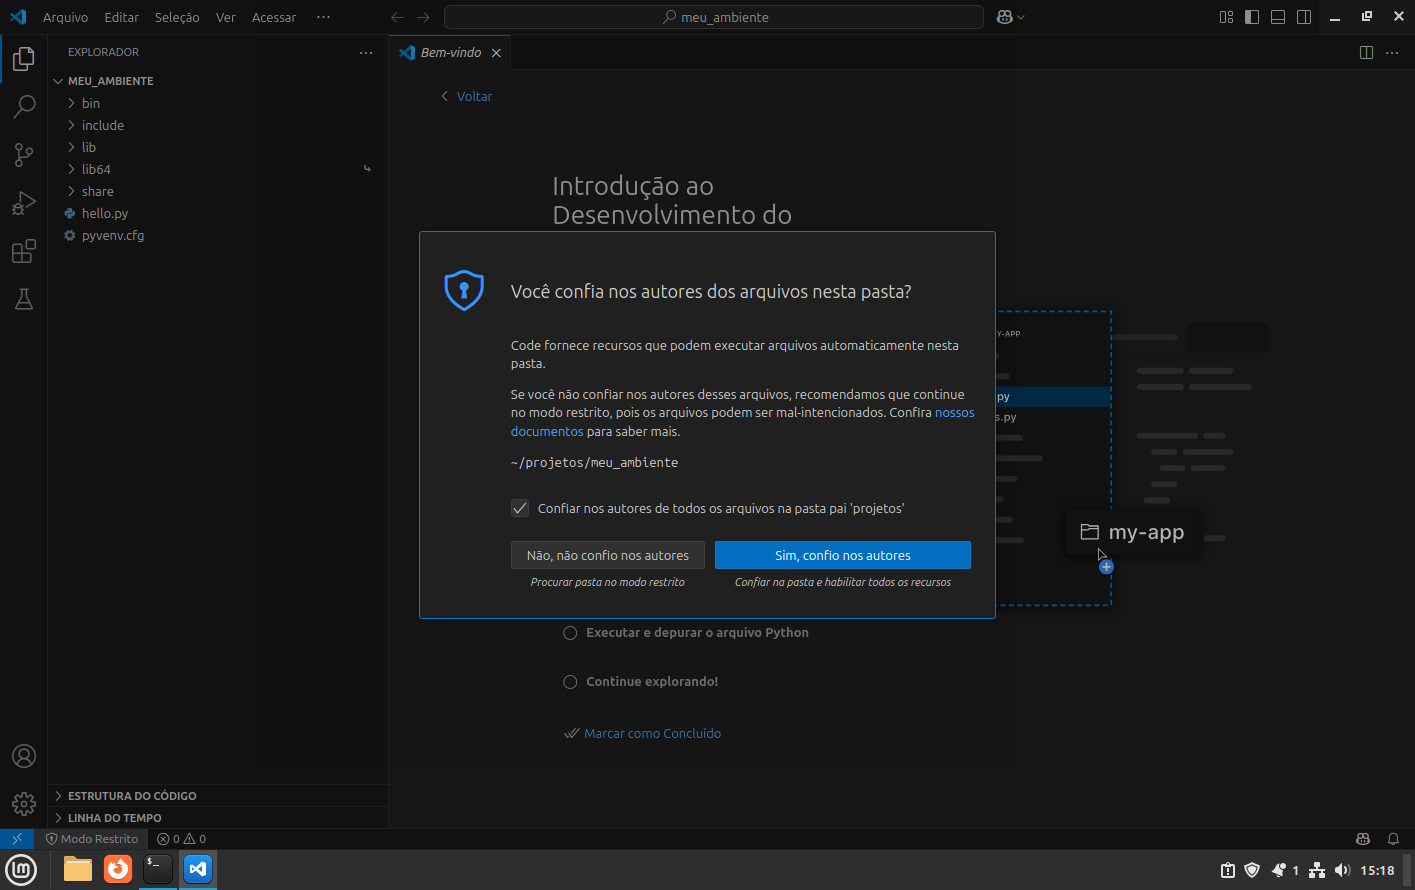 Arquivo Editar Seleção Ver Acessar ···
meu_ambiente
EXPLORADOR
Bem-vindo
MEU_AMBIENTE
bin
include
lib
lib64
share
hello.py
pyvenv.cfg
Voltar
Introdução ao
Desenvolvimento do
Você confia nos autores dos arquivos nesta pasta?
Code fornece recursos que podem executar arquivos automaticamente nesta
pasta.
Se você não confiar nos autores desses arquivos, recomendamos que continue
no modo restrito, pois os arquivos podem ser mal-intencionados. Confira nossos
documentos para saber mais.
~/projetos/meu_ambiente
Confiar nos autores de todos os arquivos na pasta pai 'projetos'
Não, não confio nos autores
Sim, confio nos autores
Procurar pasta no modo restrito
Confiar na pasta e habilitar todos os recursos
Y-APP
py
s.py
my-app
Executar e depurar o arquivo Python
Continue explorando!
Marcar como Concluído
ESTRUTURA DO CÓDIGO
LINHA DO TEMPO
Modo Restrito 0 0
1 15:18